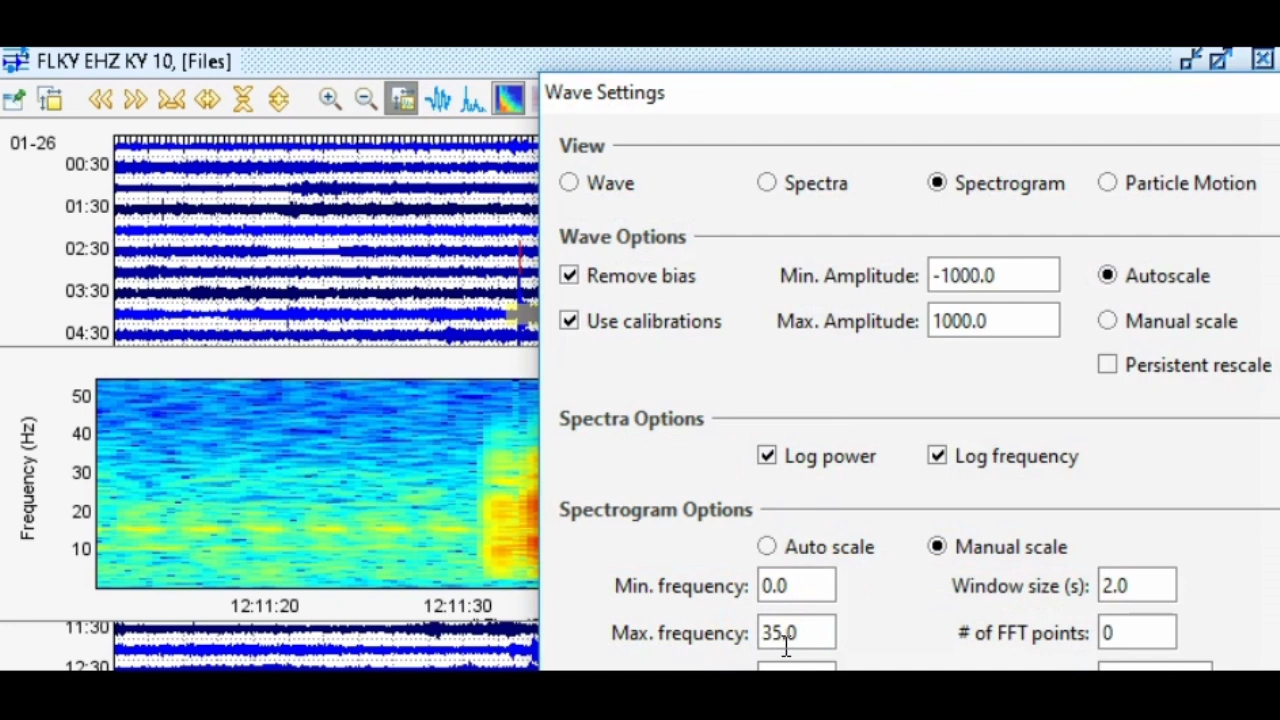 FLKY EHZ KY 10, [Files]
Wave Settings
01-26
00:30
01:30
02:30
03:30
04:30
View
Wave
Spectra
Spectrogram
Particle Motion
Wave Options
Remove bias
Min. Amplitude:
-1000.0
Autoscale
Use calibrations
Max. Amplitude:
1000.0
Manual scale
Persistent rescale
Spectra Options
Log power
Log frequency
Spectrogram Options
Auto scale
Manual scale
Min. frequency:
0.0
Window size (s):
2.0
Max. frequency:
35.0
# of FFT points:
0
Frequency (Hz)
50
40
30
20
10
12:11:20
12:11:30
11:30
12:30